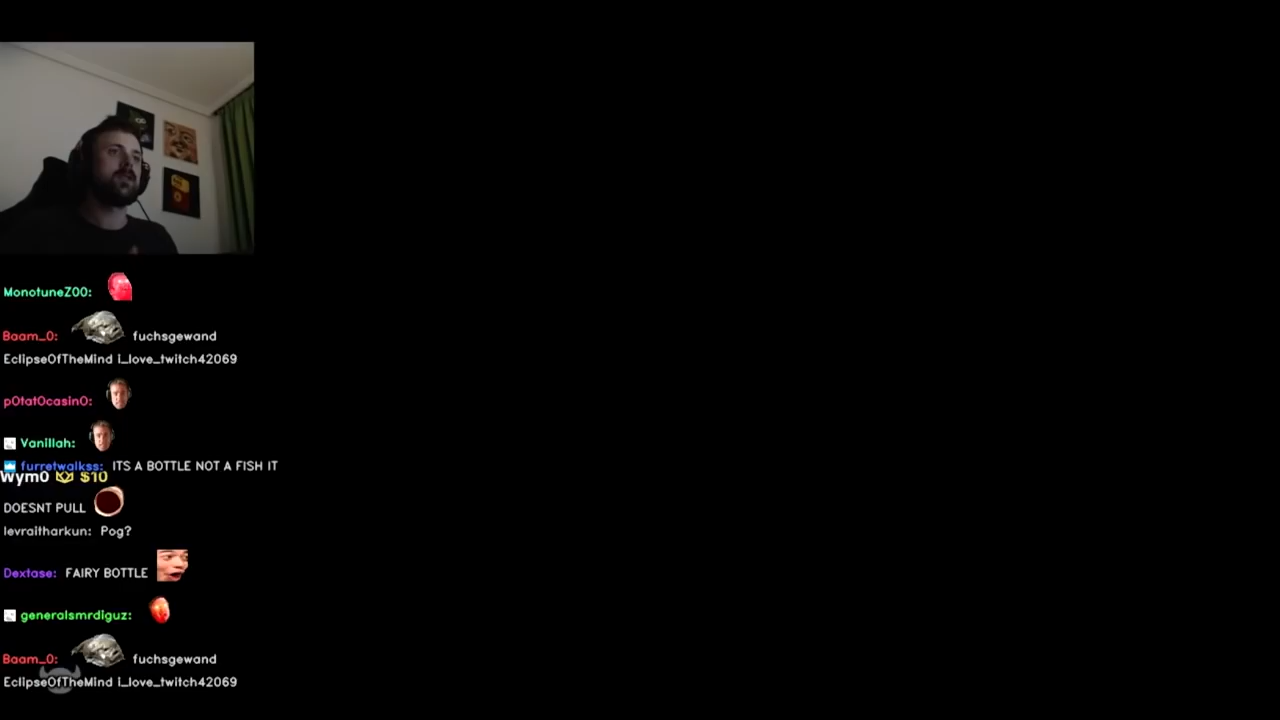 MonotuneZ00:
Baam_0: fuchsgewand
EclipseOfTheMind i_love_twitch42069
p0tat0casin0:
Vanillah:
furretwalkss: ITS A BOTTLE NOT A FISH IT
Wym0 $10
DOESNT PULL
levraitharkun: Pog?
Dextase: FAIRY BOTTLE
generalsmrdiguz:
Baam_0: fuchsgewand
EclipseOfTheMind i_love_twitch42069